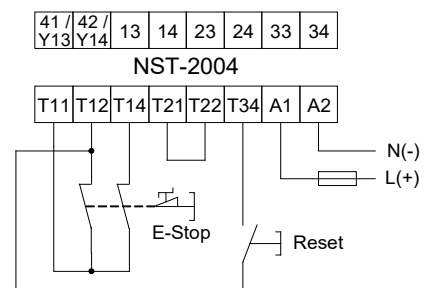 41 / 42 / 13 14 23 24 33 34
Y13 Y14
NST-2004
T11 T12 T14 T21 T22 T34 A1 A2
N(-)
L(+)
E-Stop
Reset